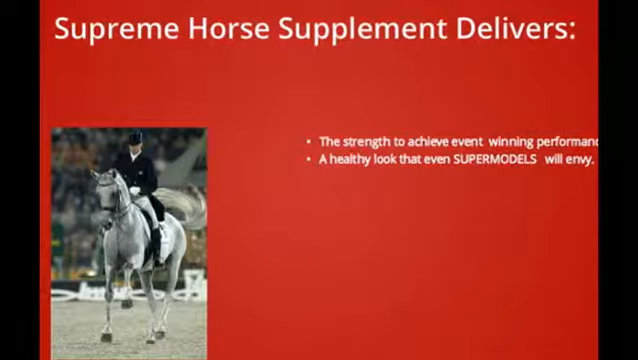 Supreme Horse Supplement Delivers:
• The strength to achieve event winning performanc
• A healthy look that even SUPERMODELS will envy.